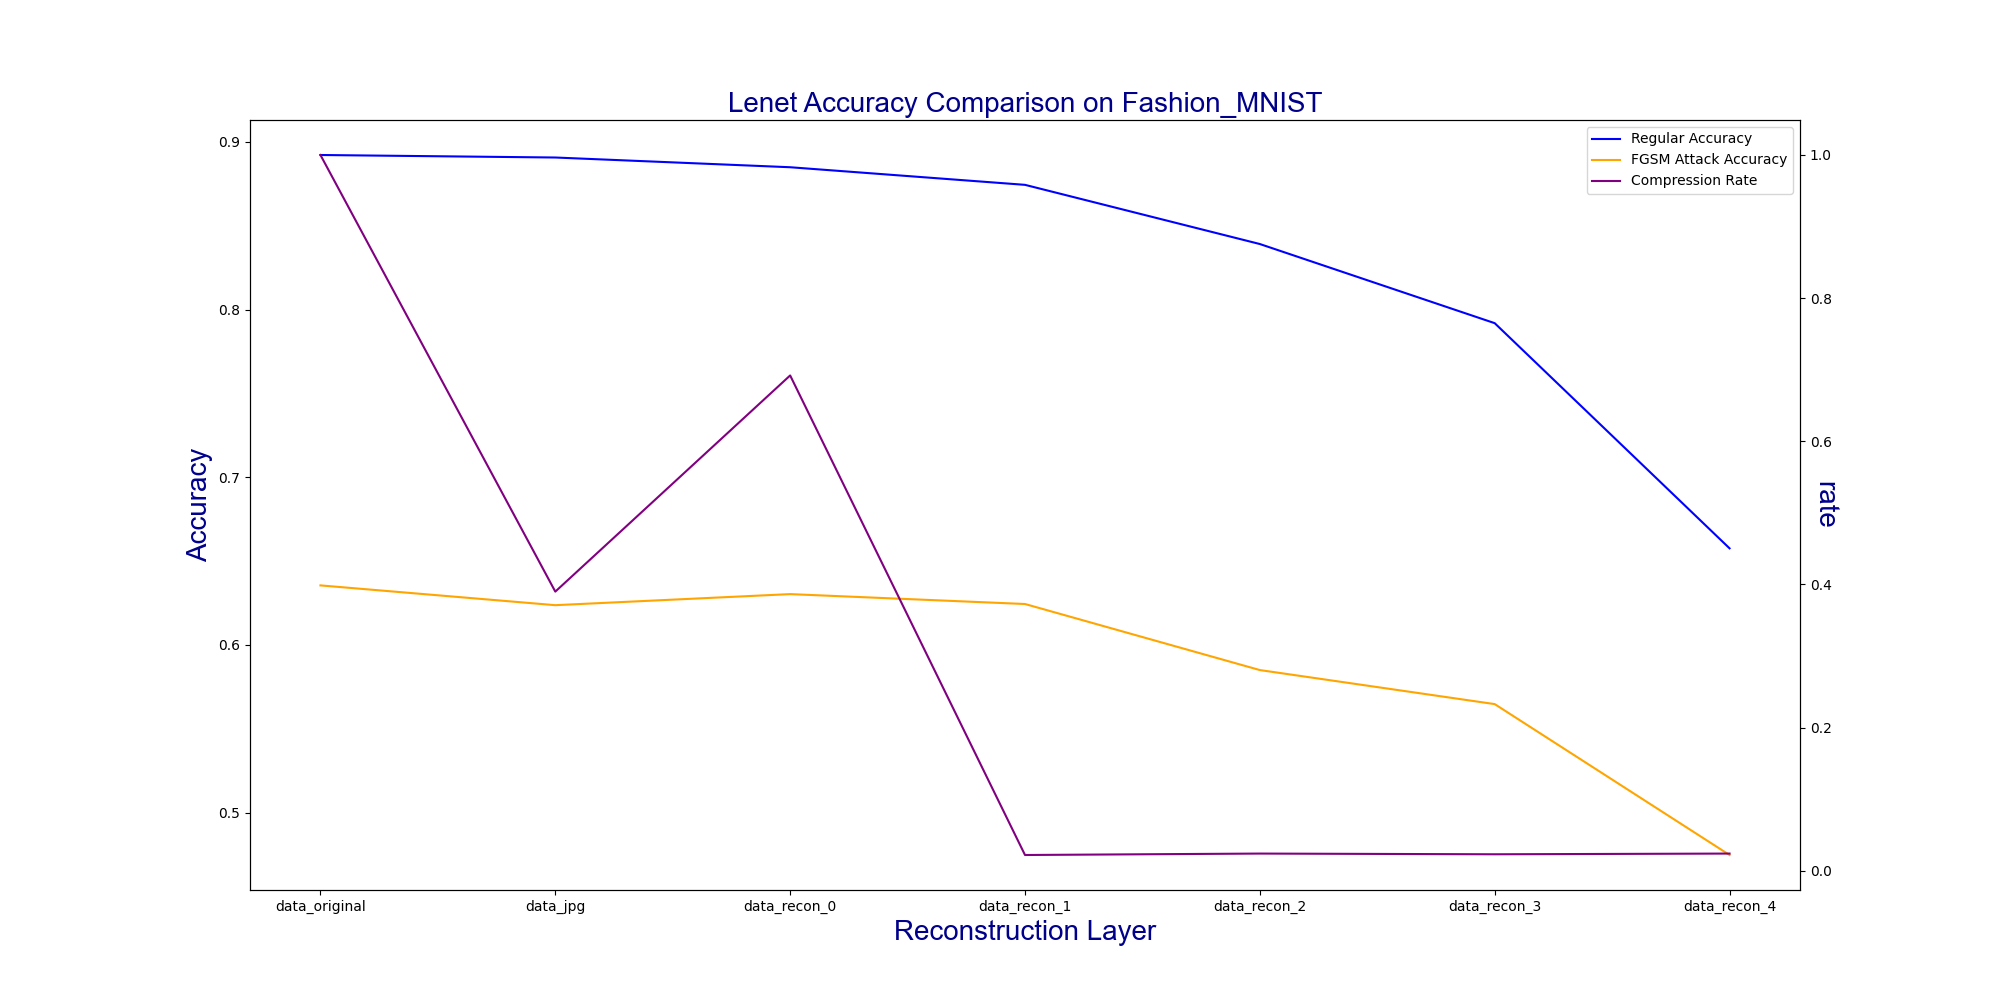 Lenet Accuracy Comparison on Fashion_MNIST
Regular Accuracy
FGSM Attack Accuracy
Compression Rate
Accuracy
0.9
0.8
0.7
0.6
0.5
1.0
0.8
0.6
0.4
0.2
0.0
rate
data_original data_jpg data_recon_0 data_recon_1 data_recon_2 data_recon_3 data_recon_4
Reconstruction Layer